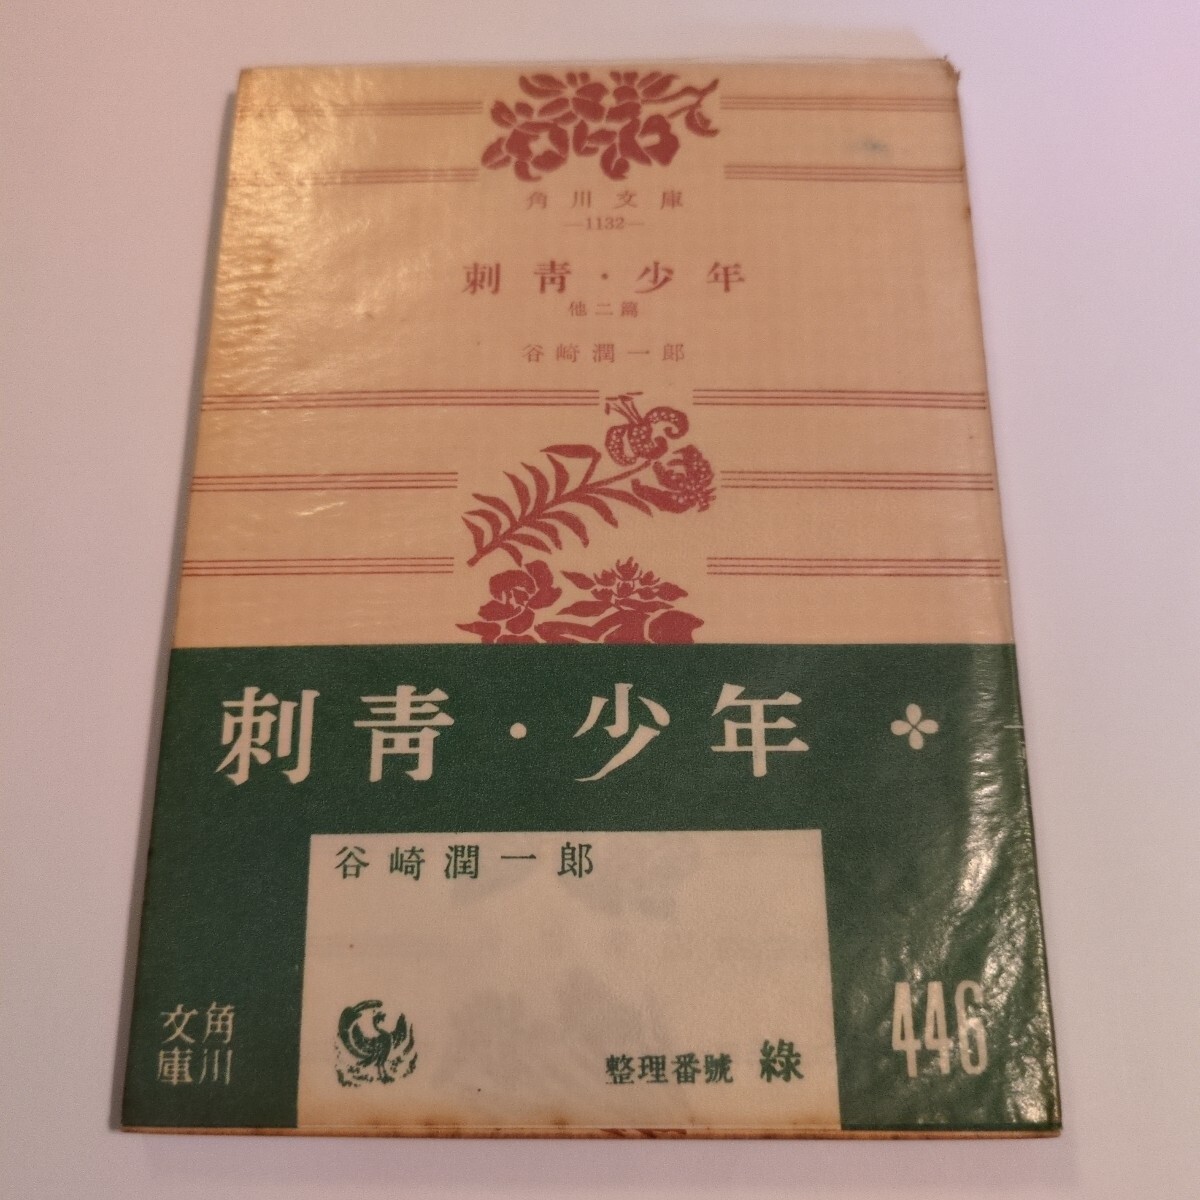 角川文庫
—1132—
刺青・少年
他二篇
谷崎潤一郎
刺青・少年
谷崎潤一郎
角川
文庫
整理番號 綠
446